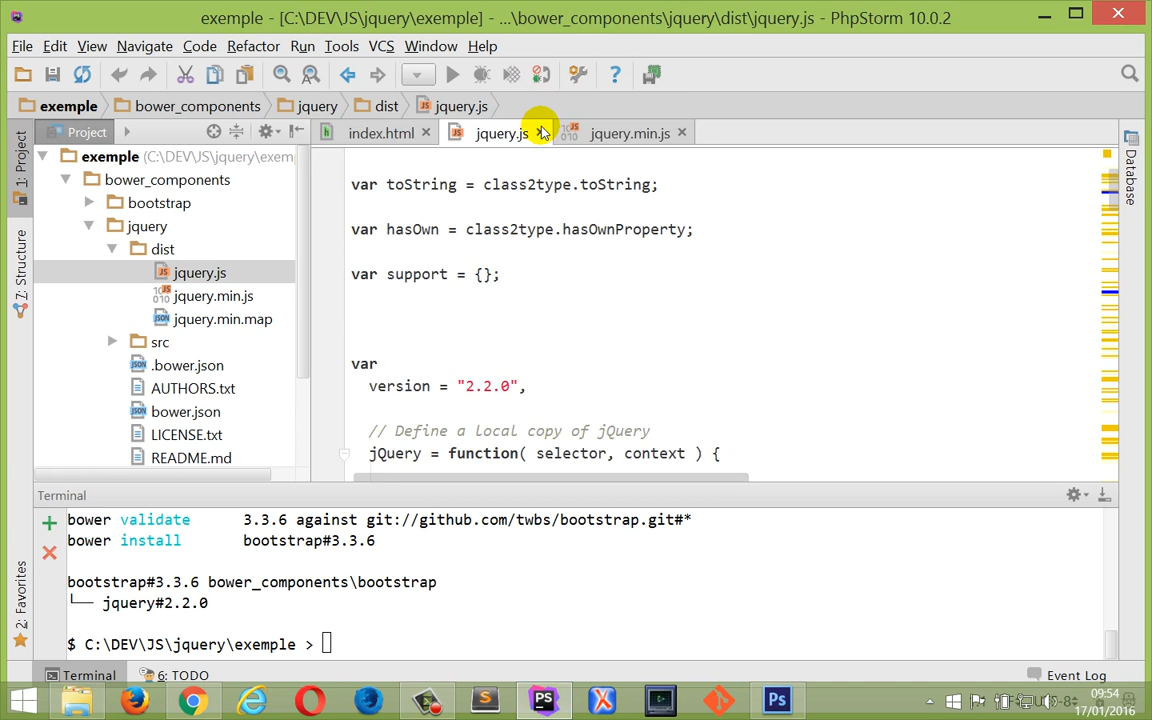 exemple - [C:\DEV\JS\jquery\exemple] - ...\bower_components\jquery\dist\jquery.js - PhpStorm 10.0.2
File Edit View Navigate Code Refactor Run Tools VCS Window Help
exemple bower_components jquery dist jquery.js
Project
index.html jquery.js jquery.min.js
1: Project
7: Structure
2: Favorites
Database
exemple (C:\DEV\JS\jquery\exem
bower_components
bootstrap
jquery
dist
jquery.js
jquery.min.js
jquery.min.map
src
.bower.json
AUTHORS.txt
bower.json
LICENSE.txt
README.md
var toString = class2type.toString;
var hasOwn = class2type.hasOwnProperty;
var support = {};
var
version = "2.2.0",
// Define a local copy of jQuery
jQuery = function( selector, context ) {
Terminal
bower validate 3.3.6 against git://github.com/twbs/bootstrap.git#*
bower install bootstrap#3.3.6
bootstrap#3.3.6 bower_components\bootstrap
└── jquery#2.2.0
$ C:\DEV\JS\jquery\exemple >
Terminal 6: TODO Event Log
09:54
17/01/2016